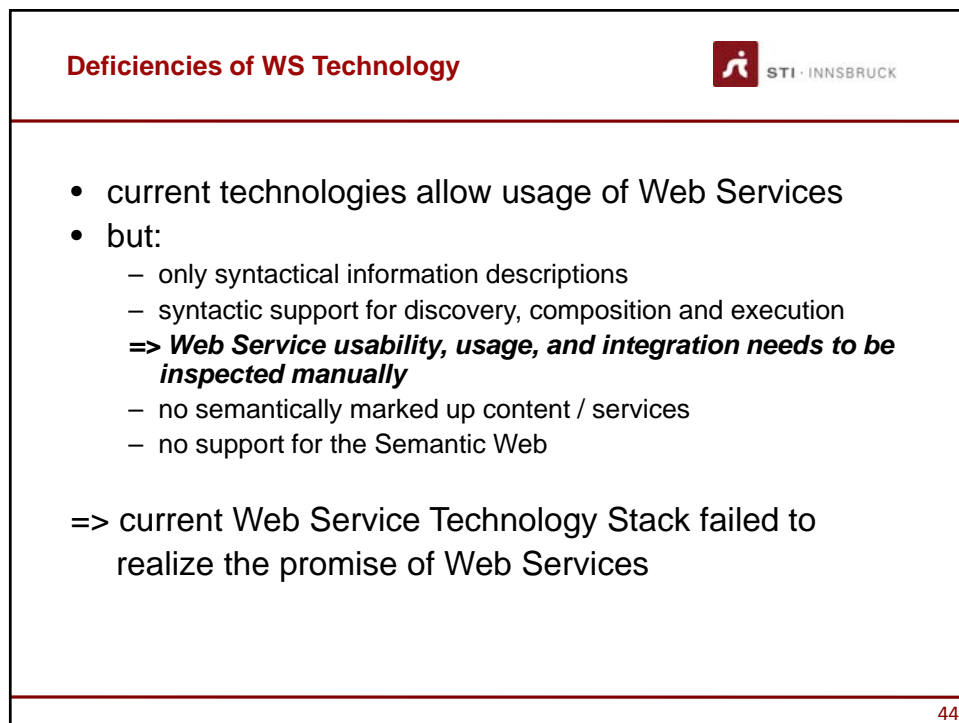 Deficiencies of WS Technology
STI · INNSBRUCK
• current technologies allow usage of Web Services
• but:
– only syntactical information descriptions
– syntactic support for discovery, composition and execution
=> Web Service usability, usage, and integration needs to be
inspected manually
– no semantically marked up content / services
– no support for the Semantic Web
=> current Web Service Technology Stack failed to
realize the promise of Web Services
44